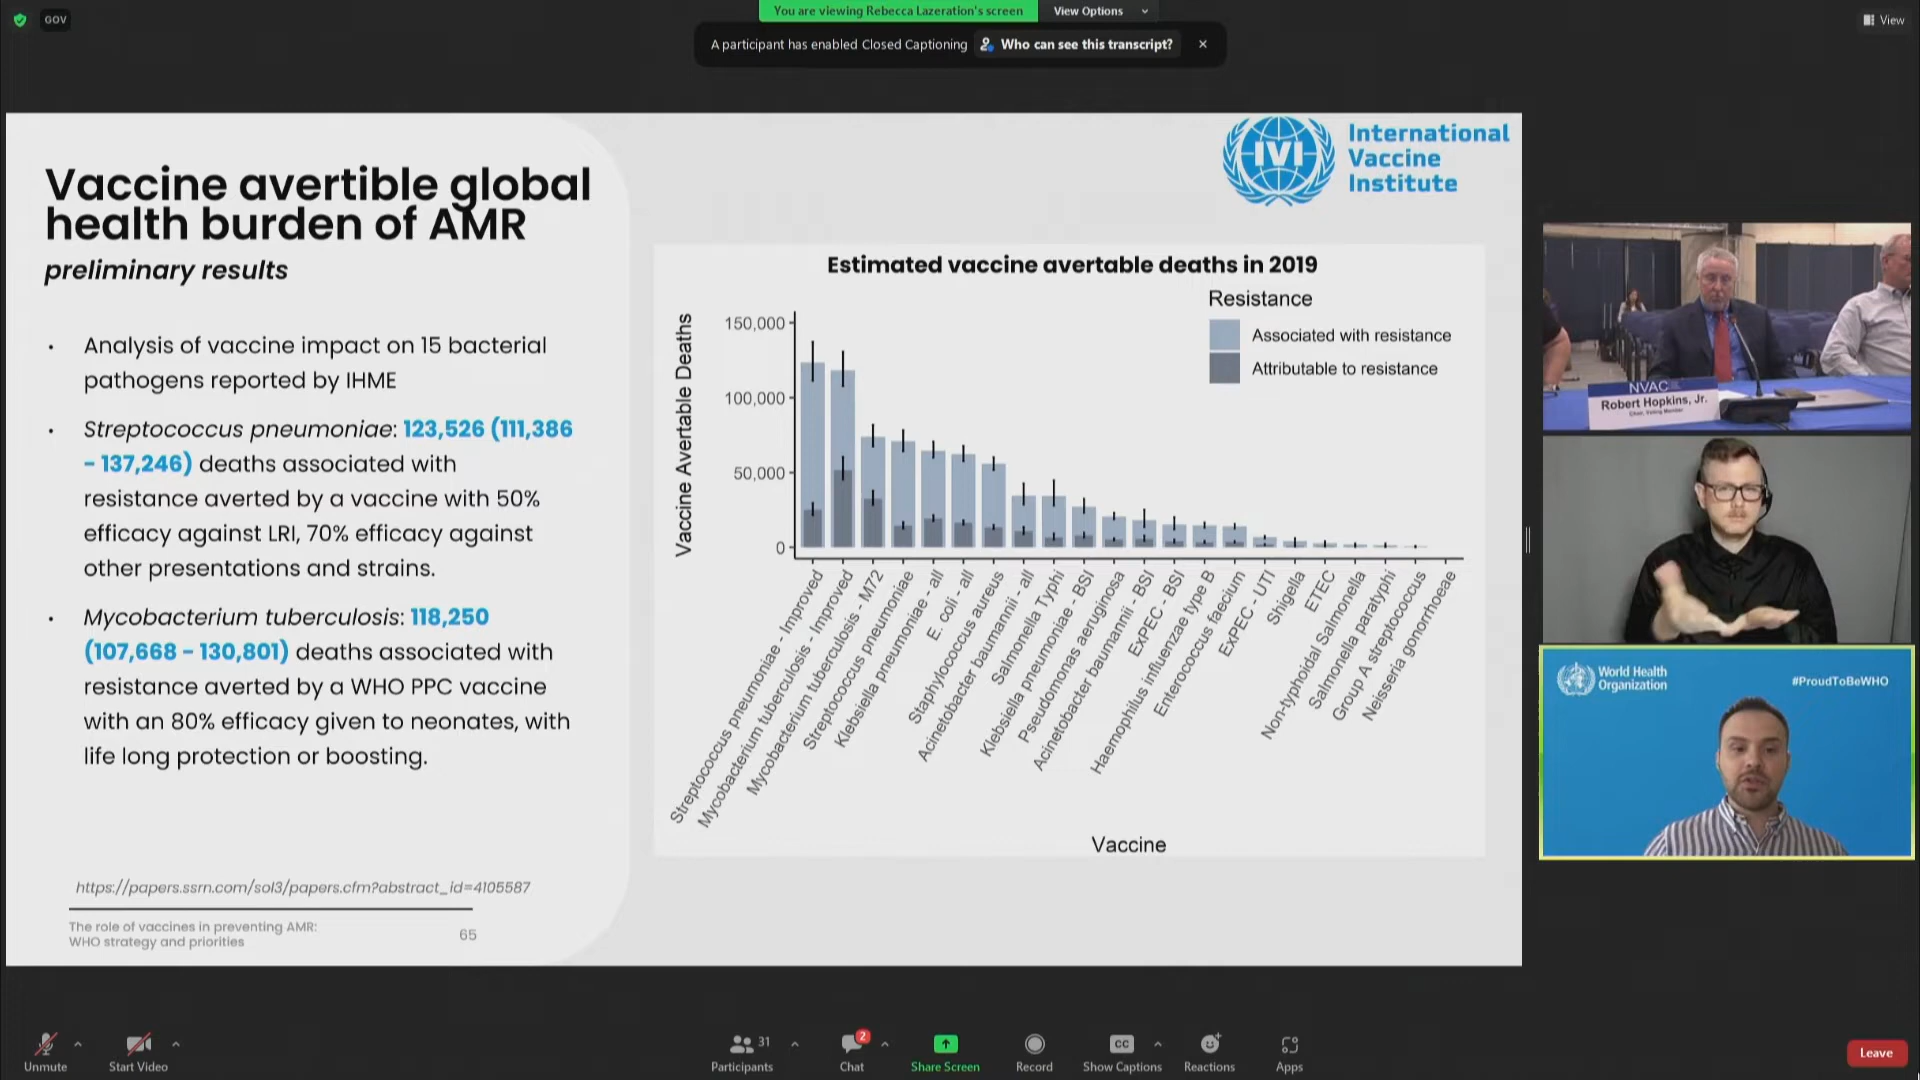 GOV
You are viewing Rebecca Lazeration's screen
View Options
View
A participant has enabled Closed Captioning
Who can see this transcript?
Vaccine avertible global
health burden of AMR
preliminary results
• Analysis of vaccine impact on 15 bacterial
pathogens reported by IHME
• Streptococcus pneumoniae: 123,526 (111,386
– 137,246) deaths associated with
resistance averted by a vaccine with 50%
efficacy against LRI, 70% efficacy against
other presentations and strains.
• Mycobacterium tuberculosis: 118,250
(107,668 – 130,801) deaths associated with
resistance averted by a WHO PPC vaccine
with an 80% efficacy given to neonates, with
life long protection or boosting.
https://papers.ssrn.com/sol3/papers.cfm?abstract_id=4105587
The role of vaccines in preventing AMR:
WHO strategy and priorities
65
IVI
International
Vaccine
Institute
Estimated vaccine avertable deaths in 2019
Resistance
Associated with resistance
Attributable to resistance
Vaccine Avertable Deaths
150,000
100,000
50,000
0
Streptococcus pneumoniae - Improved
Mycobacterium tuberculosis - Improved
Mycobacterium tuberculosis - M72
Streptococcus pneumoniae
Klebsiella pneumoniae - all
E. coli - all
Staphylococcus aureus
Acinetobacter baumannii - all
Salmonella Typhi
Klebsiella pneumoniae - BSI
Pseudomonas aeruginosa
Acinetobacter baumannii - BSI
ExPEC - BSI
Haemophilus influenzae type B
Enterococcus faecium
ExPEC - UTI
Shigella
ETEC
Non-typhoidal Salmonella
Salmonella paratyphi
Group A streptococcus
Neisseria gonorrhoeae
Vaccine
NVAC
Robert Hopkins, Jr.
Chair, Voting Member
World Health
Organization
#ProudToBeWHO
Unmute
Start Video
31
Participants
2
Chat
Share Screen
Record
CC
Show Captions
Reactions
Apps
Leave